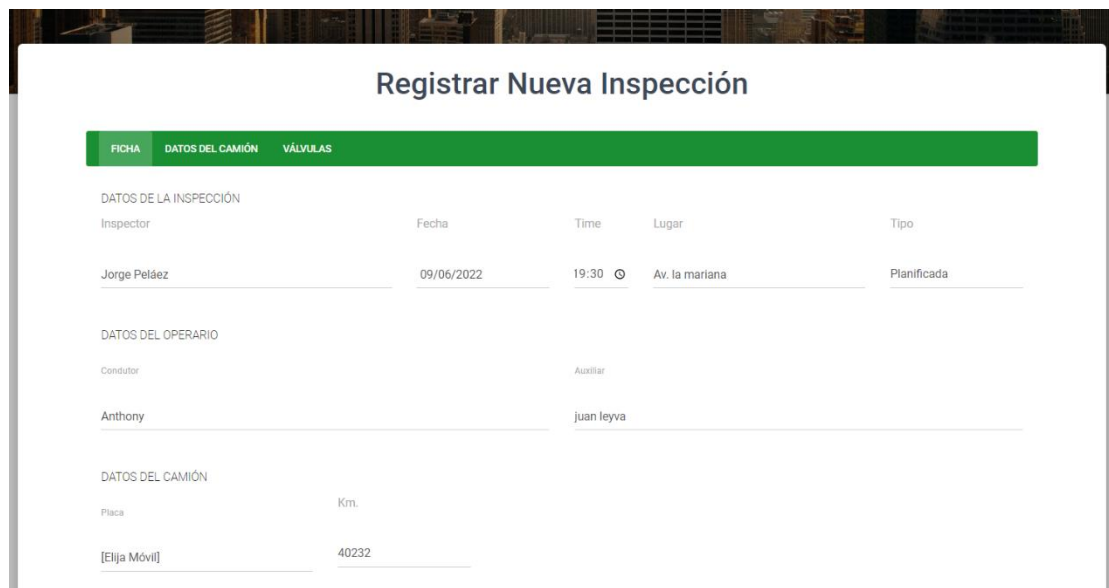 Registrar Nueva Inspección
FICHA DATOS DEL CAMIÓN VÁLVULAS
DATOS DE LA INSPECCIÓN
Inspector Fecha Time Lugar Tipo
Jorge Peláez 09/06/2022 19:30 Av. la mariana Planificada
DATOS DEL OPERARIO
Condutor Auxiliar
Anthony juan leyva
DATOS DEL CAMIÓN
Placa Km.
[Elija Móvil] 40232